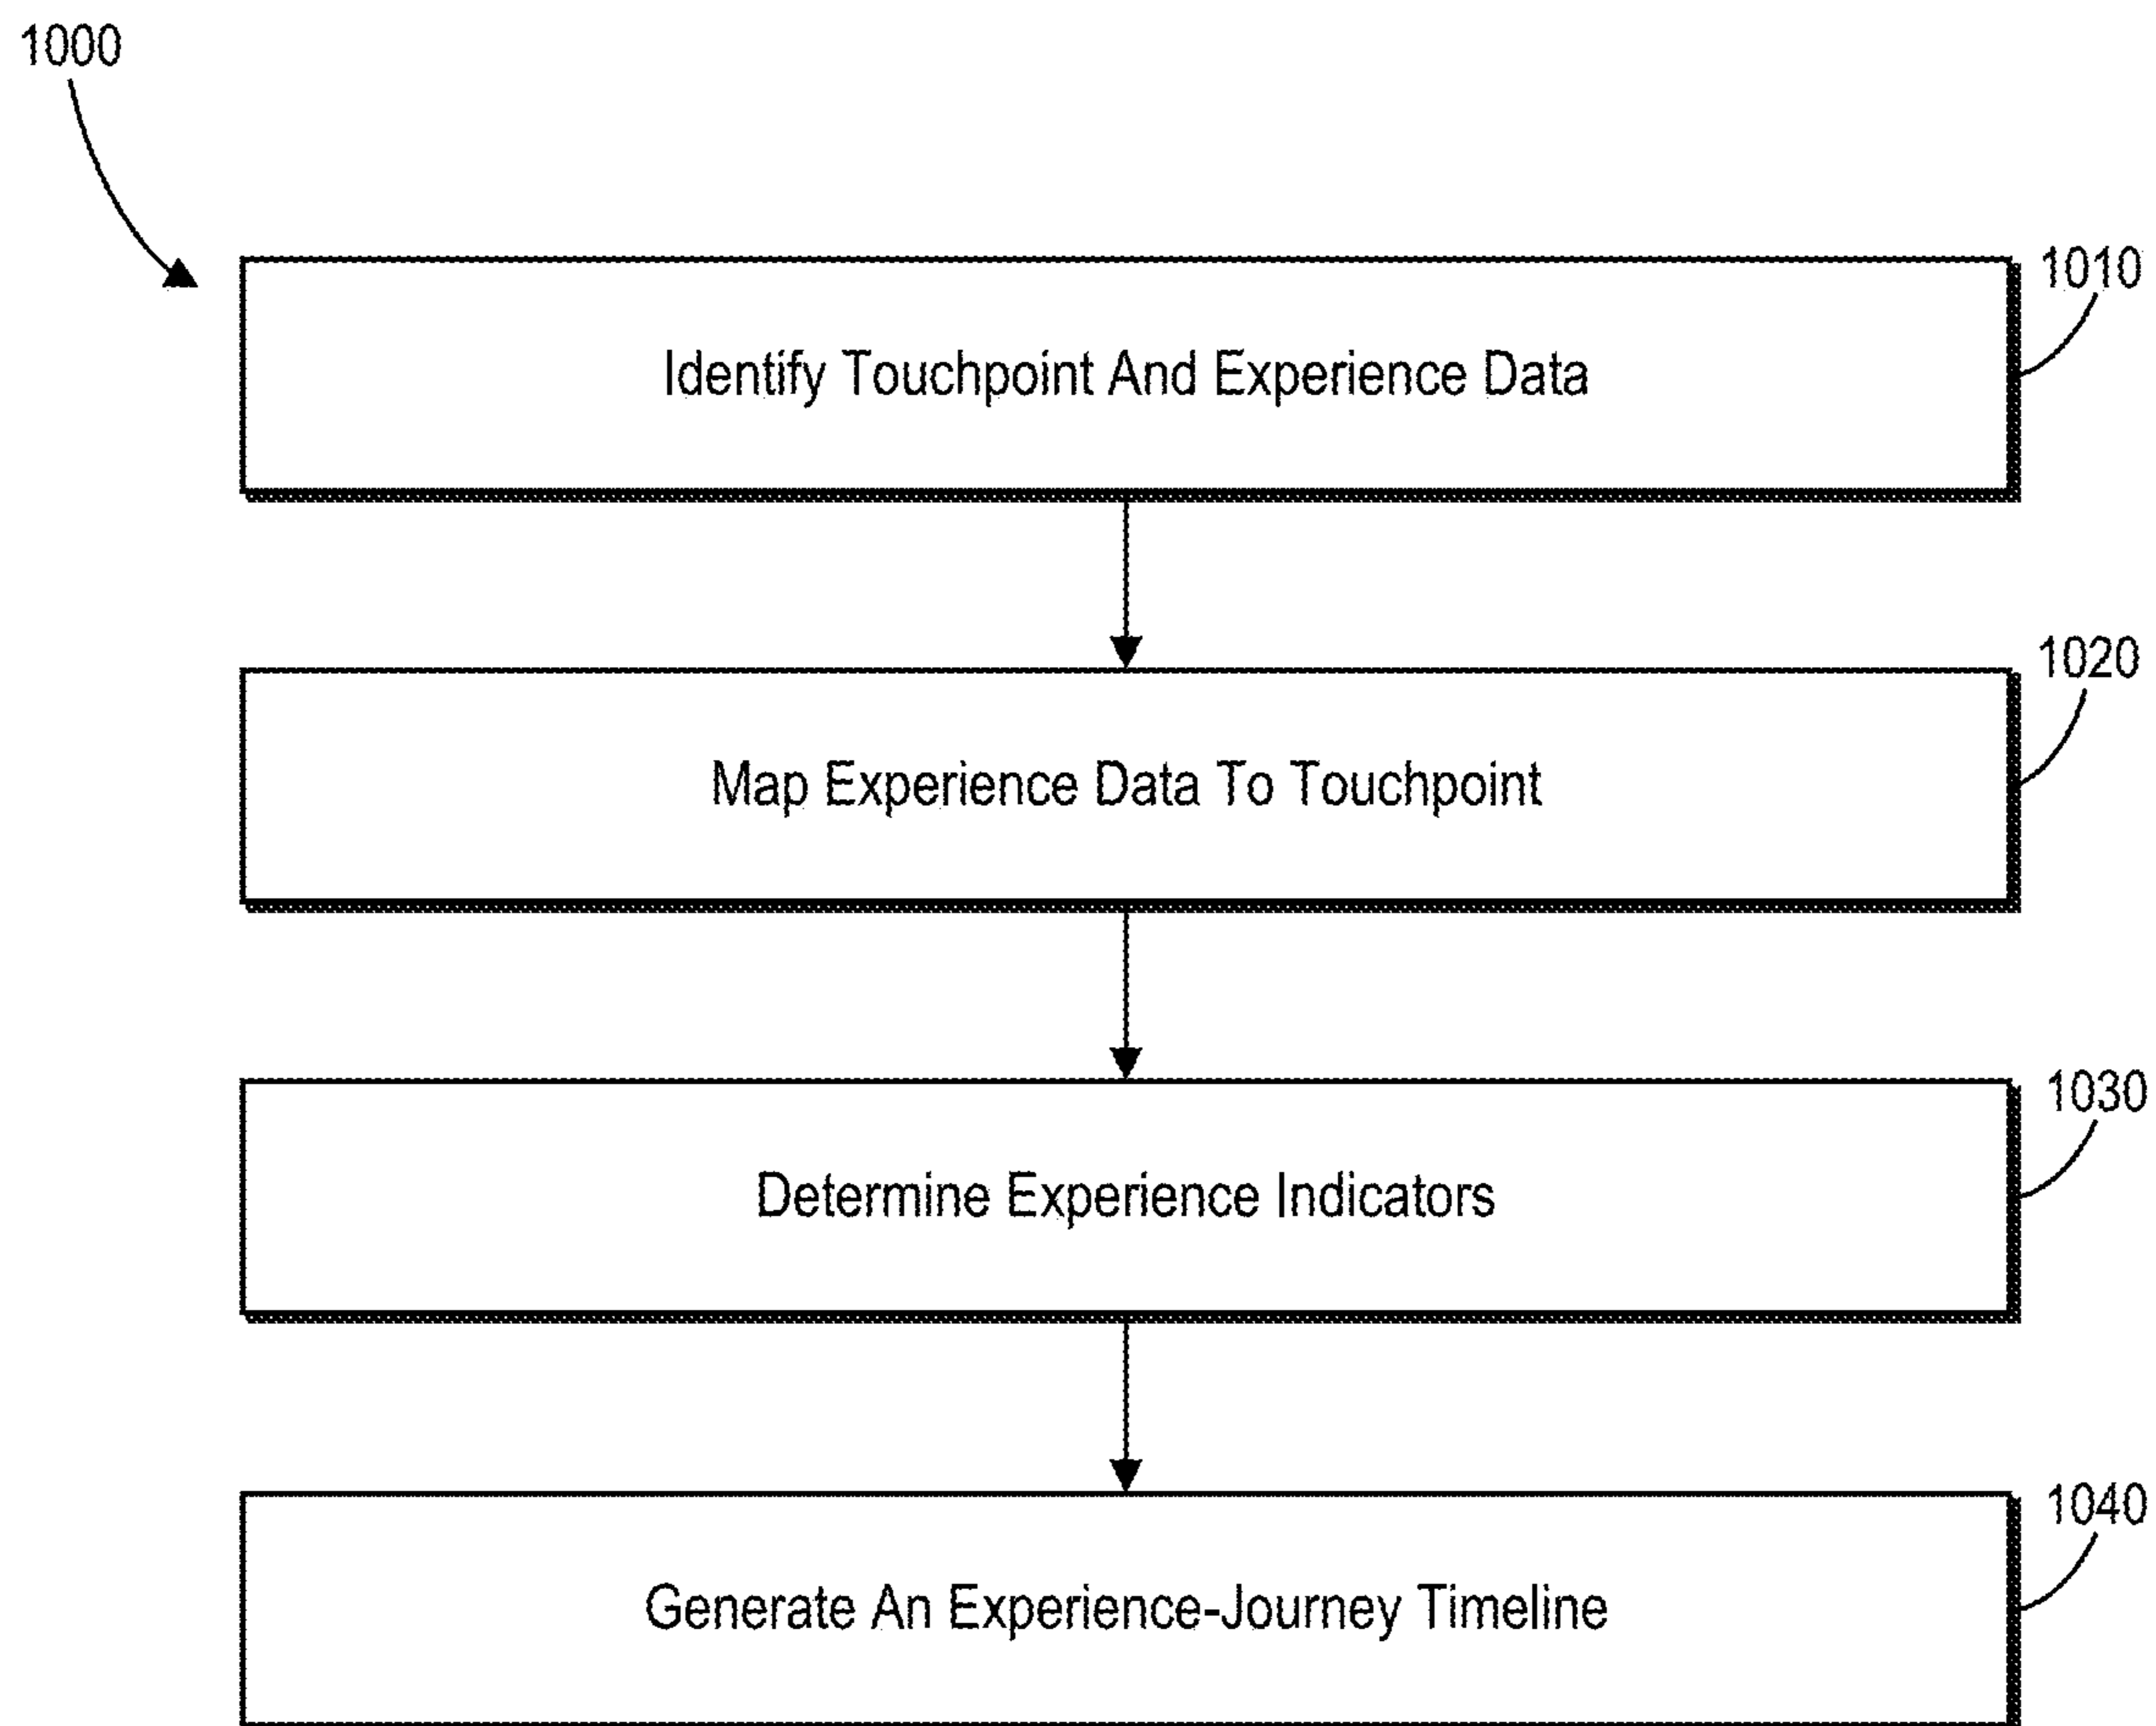 1000
1010
Identify Touchpoint And Experience Data
1020
Map Experience Data To Touchpoint
1030
Determine Experience Indicators
1040
Generate An Experience-Journey Timeline